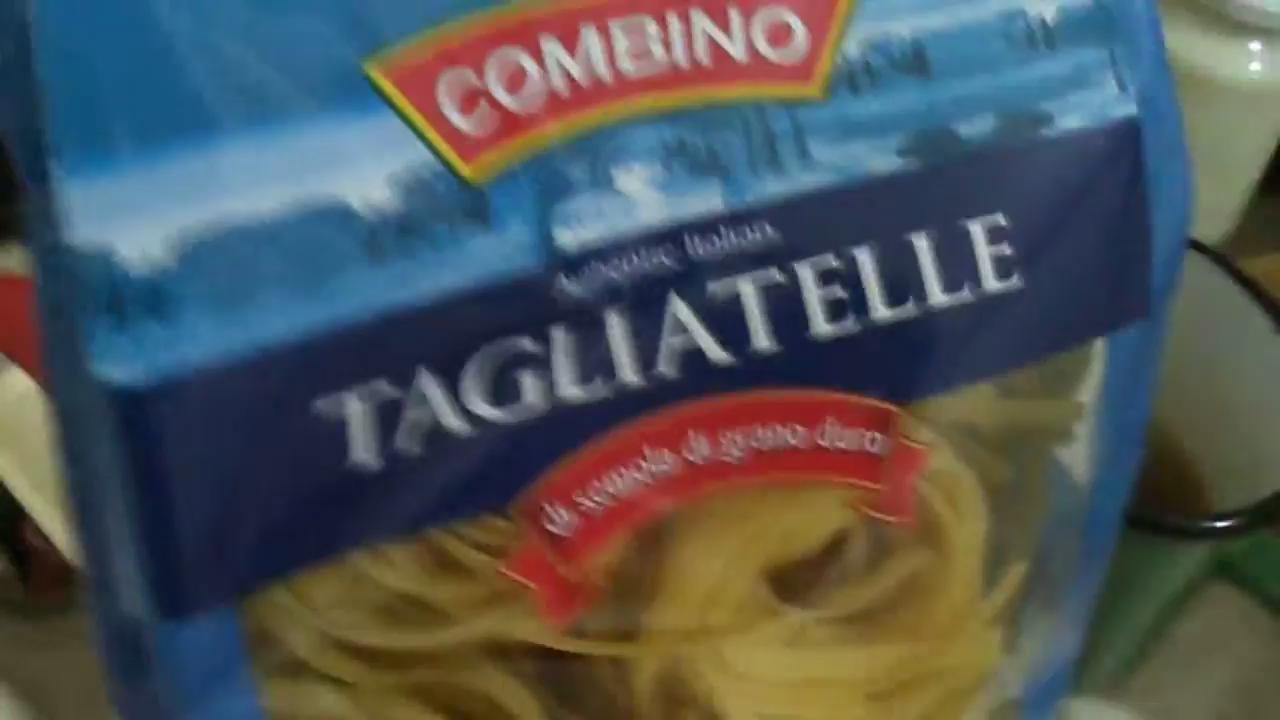 COMBINO
Authentic Italian
TAGLIATELLE
di semola di grano duro